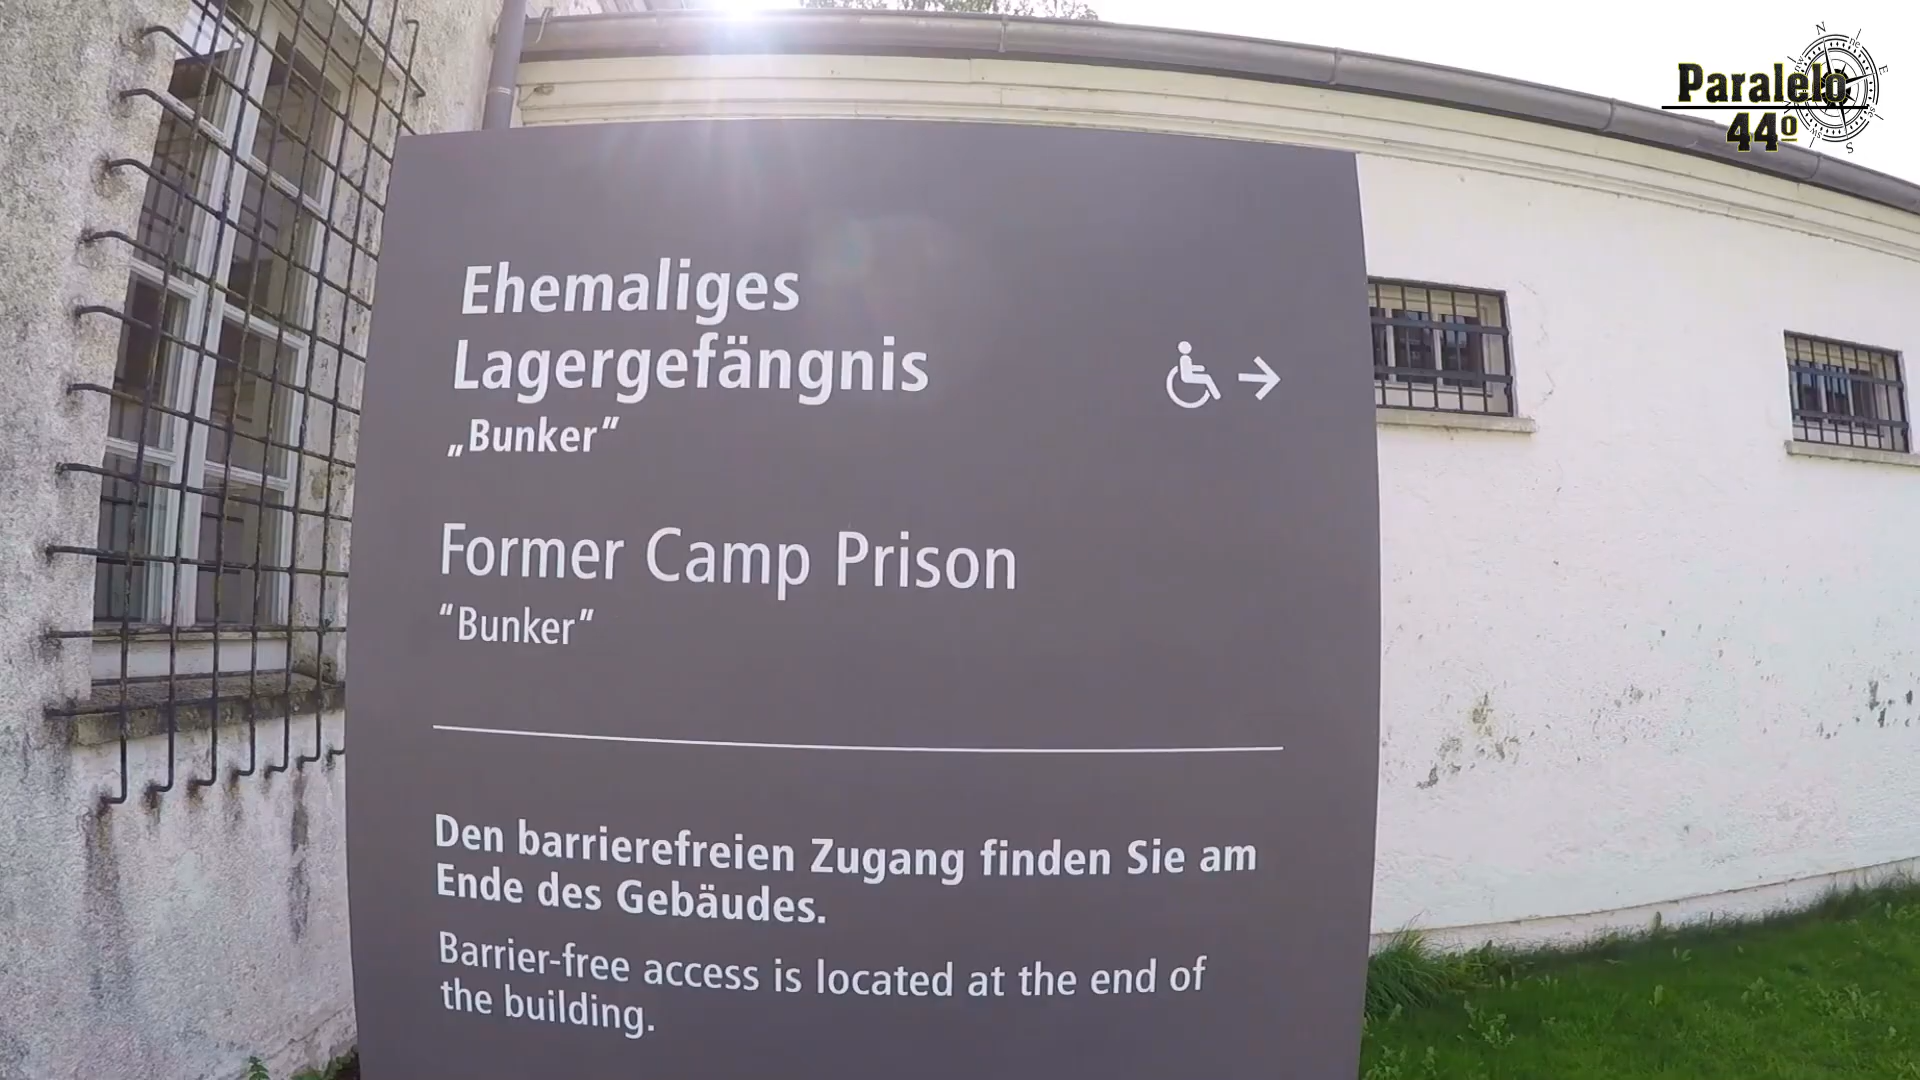 Paralelo
44º
Ehemaliges
Lagergefängnis
„Bunker”
Former Camp Prison
“Bunker”
Den barrierefreien Zugang finden Sie am
Ende des Gebäudes.
Barrier-free access is located at the end of
the building.